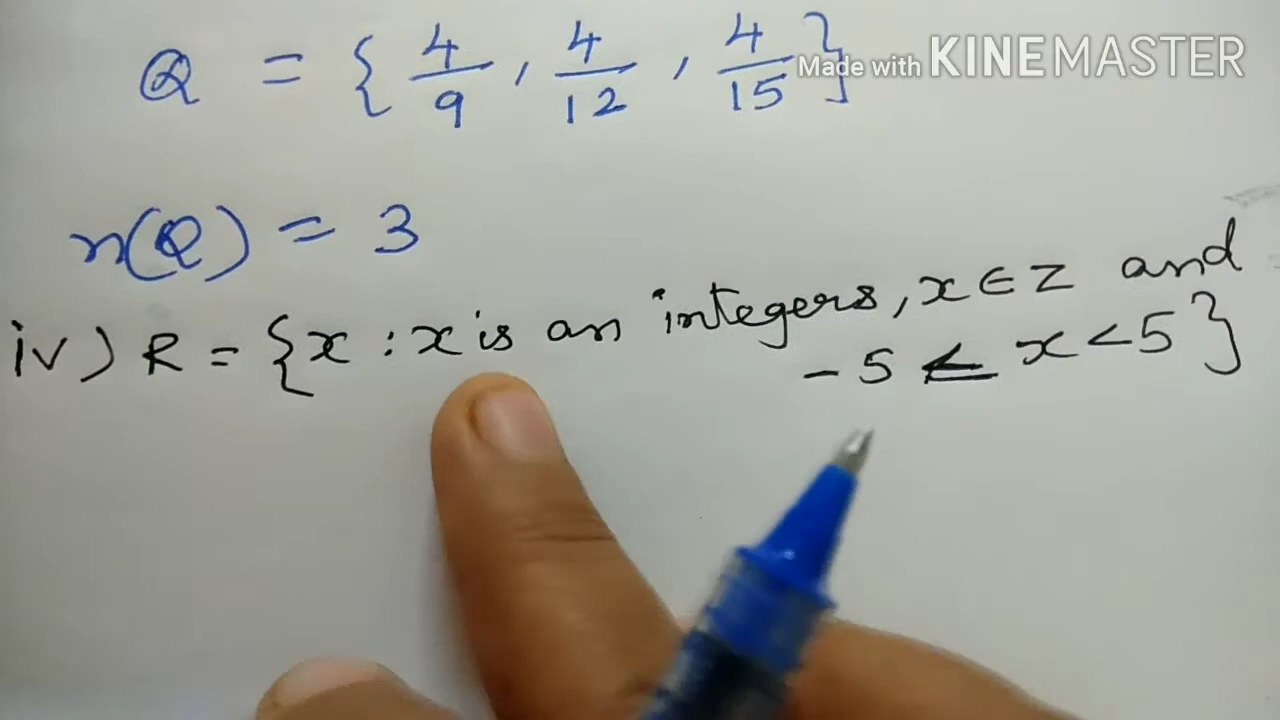 Q = { 4/9 , 4/12 , 4/15 }
Made with KINEMASTER
n(Q) = 3
iv) R = {x : x is an integers, x ∈ Z and
-5 ≤ x < 5}